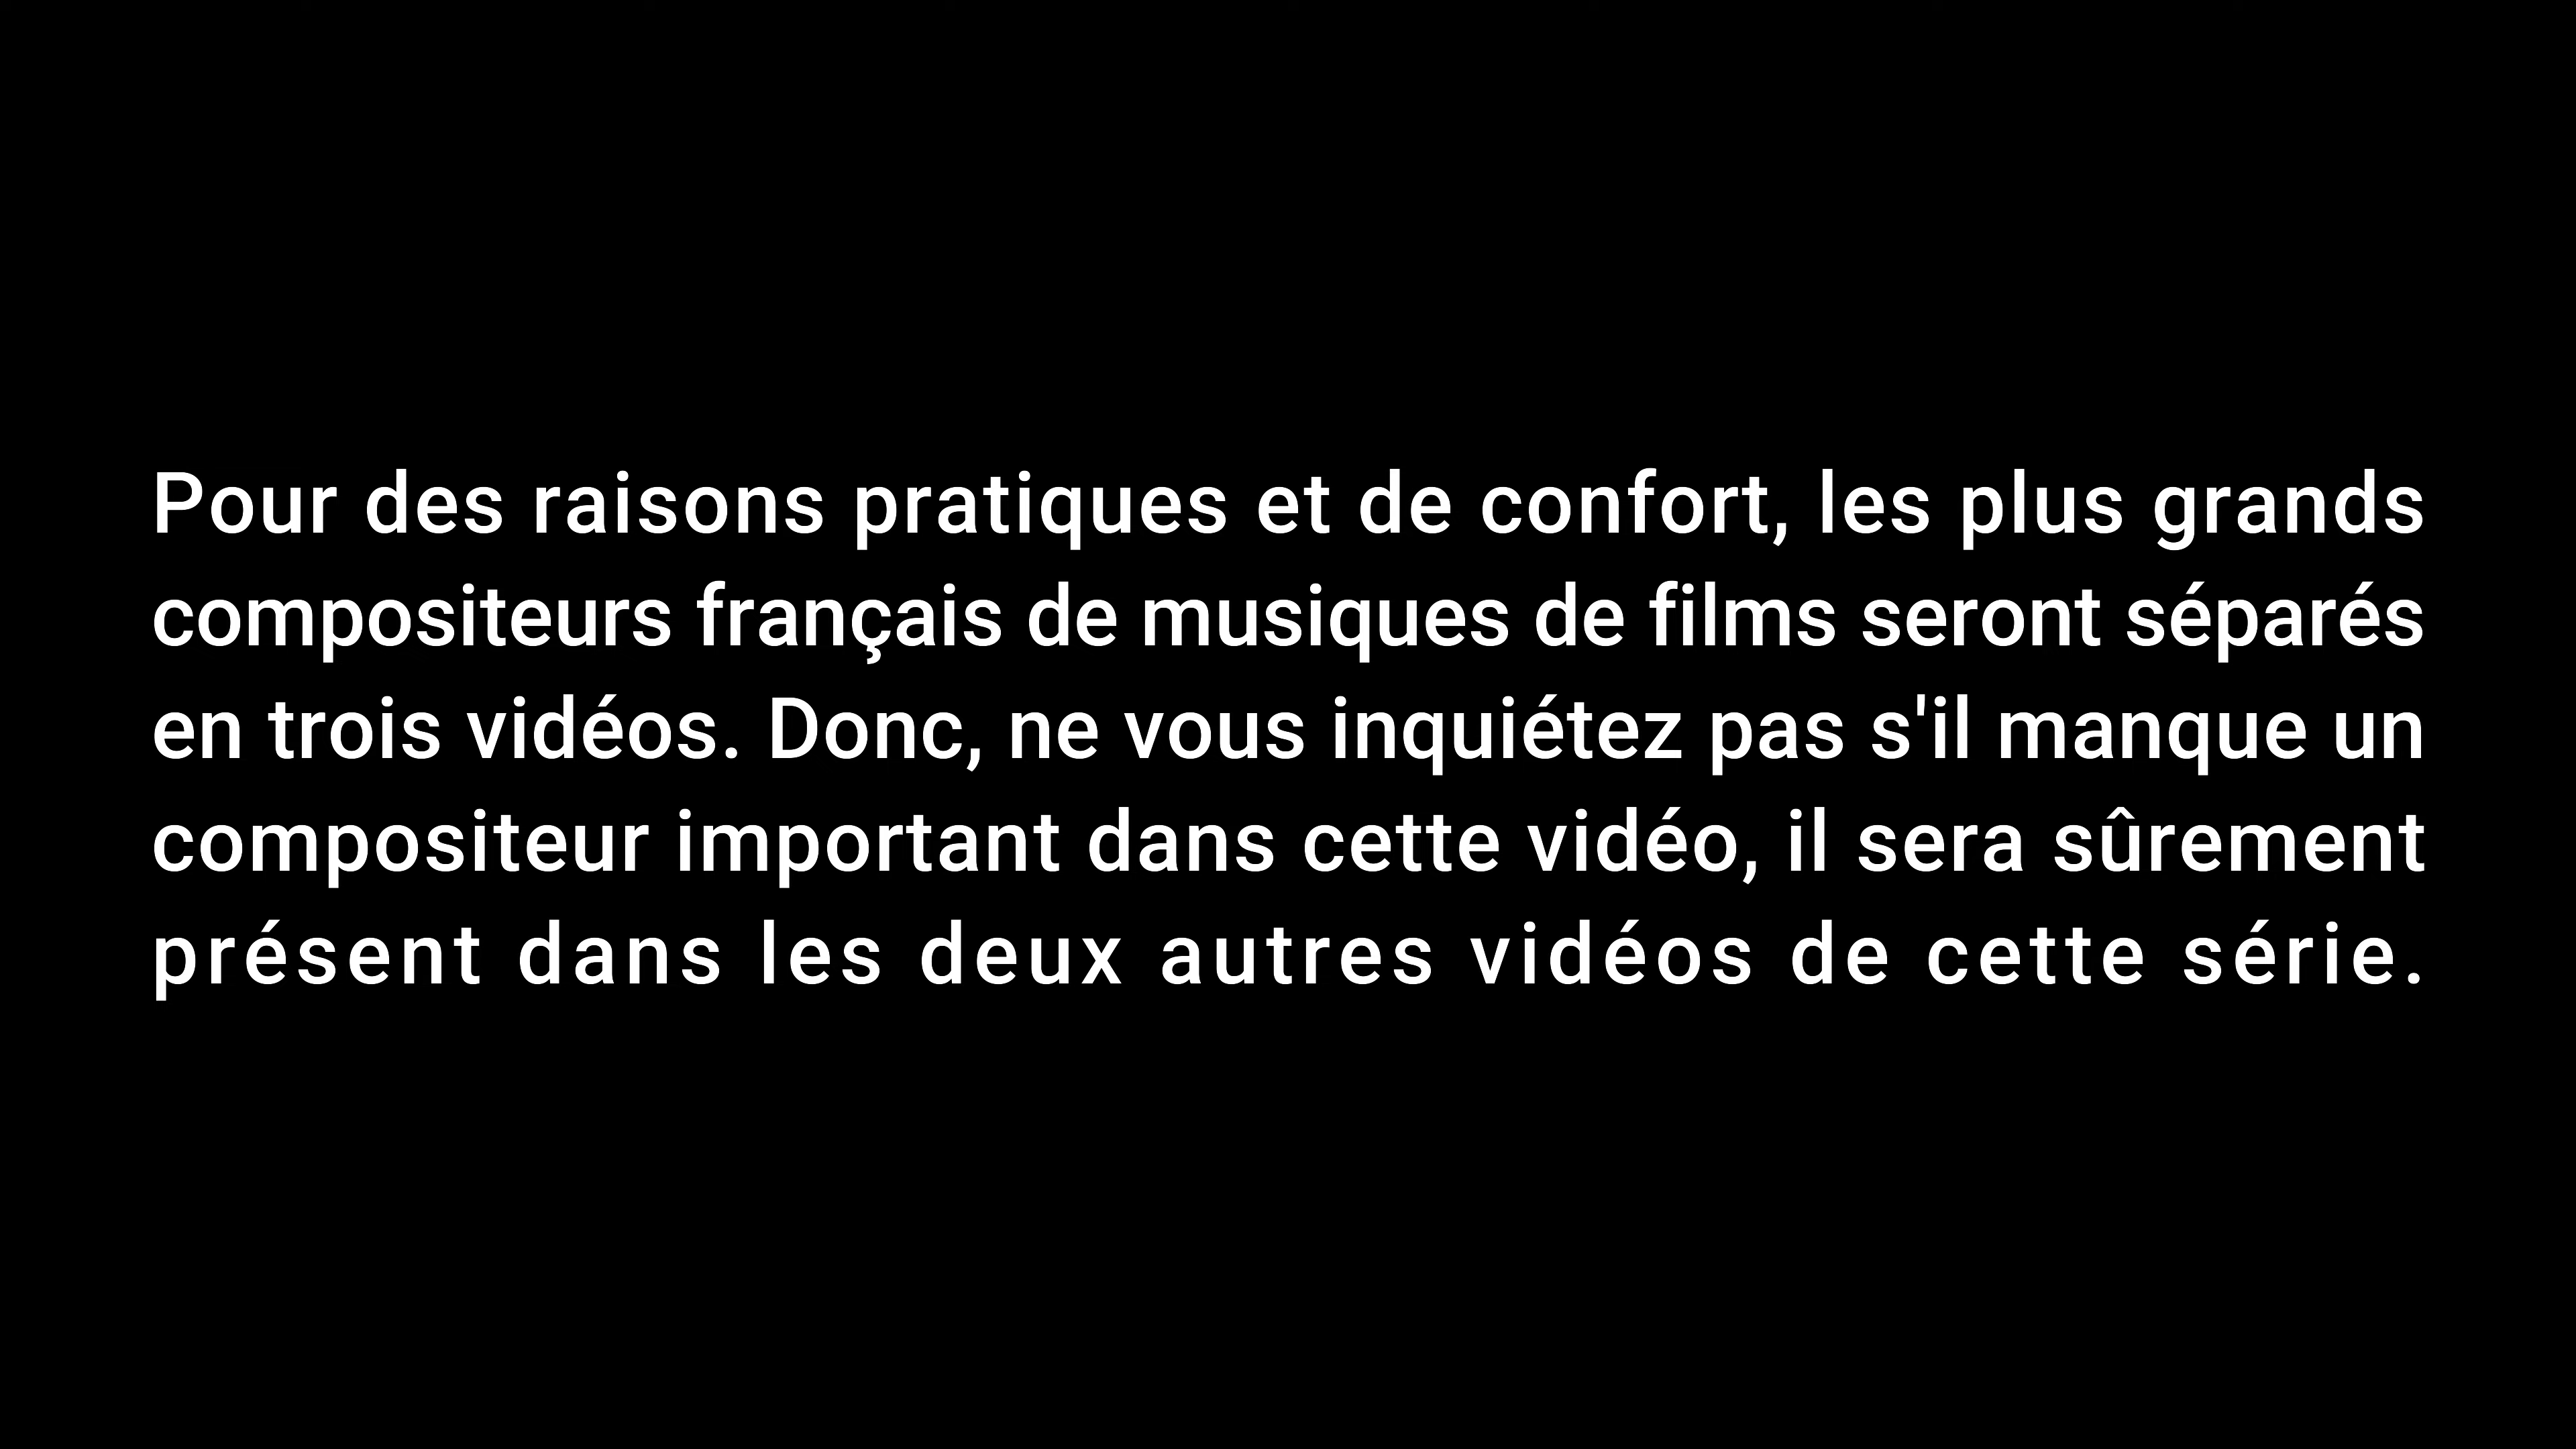 Pour des raisons pratiques et de confort, les plus grands
compositeurs français de musiques de films seront séparés
en trois vidéos. Donc, ne vous inquiétez pas s'il manque un
compositeur important dans cette vidéo, il sera sûrement
présent dans les deux autres vidéos de cette série.